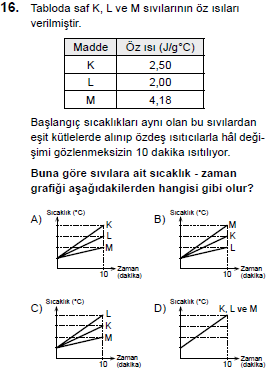 16. Tabloda saf K, L ve M sıvılarının öz ısıları
verilmiştir.
Madde Öz ısı (J/g°C)
K 2,50
L 2,00
M 4,18
Başlangıç sıcaklıkları aynı olan bu sıvılardan
eşit kütlelerde alınıp özdeş ısıtıcılarla hâl deği-
şimi gözlenmeksizin 10 dakika ısıtılıyor.
Buna göre sıvılara ait sıcaklık - zaman
grafiği aşağıdakilerden hangisi gibi olur?
A) Sıcaklık (°C)
K
L
M
10 Zaman
(dakika)
B) Sıcaklık (°C)
M
K
L
10 Zaman
(dakika)
C) Sıcaklık (°C)
L
K
M
10 Zaman
(dakika)
D) Sıcaklık (°C)
K, L ve M
10 Zaman
(dakika)